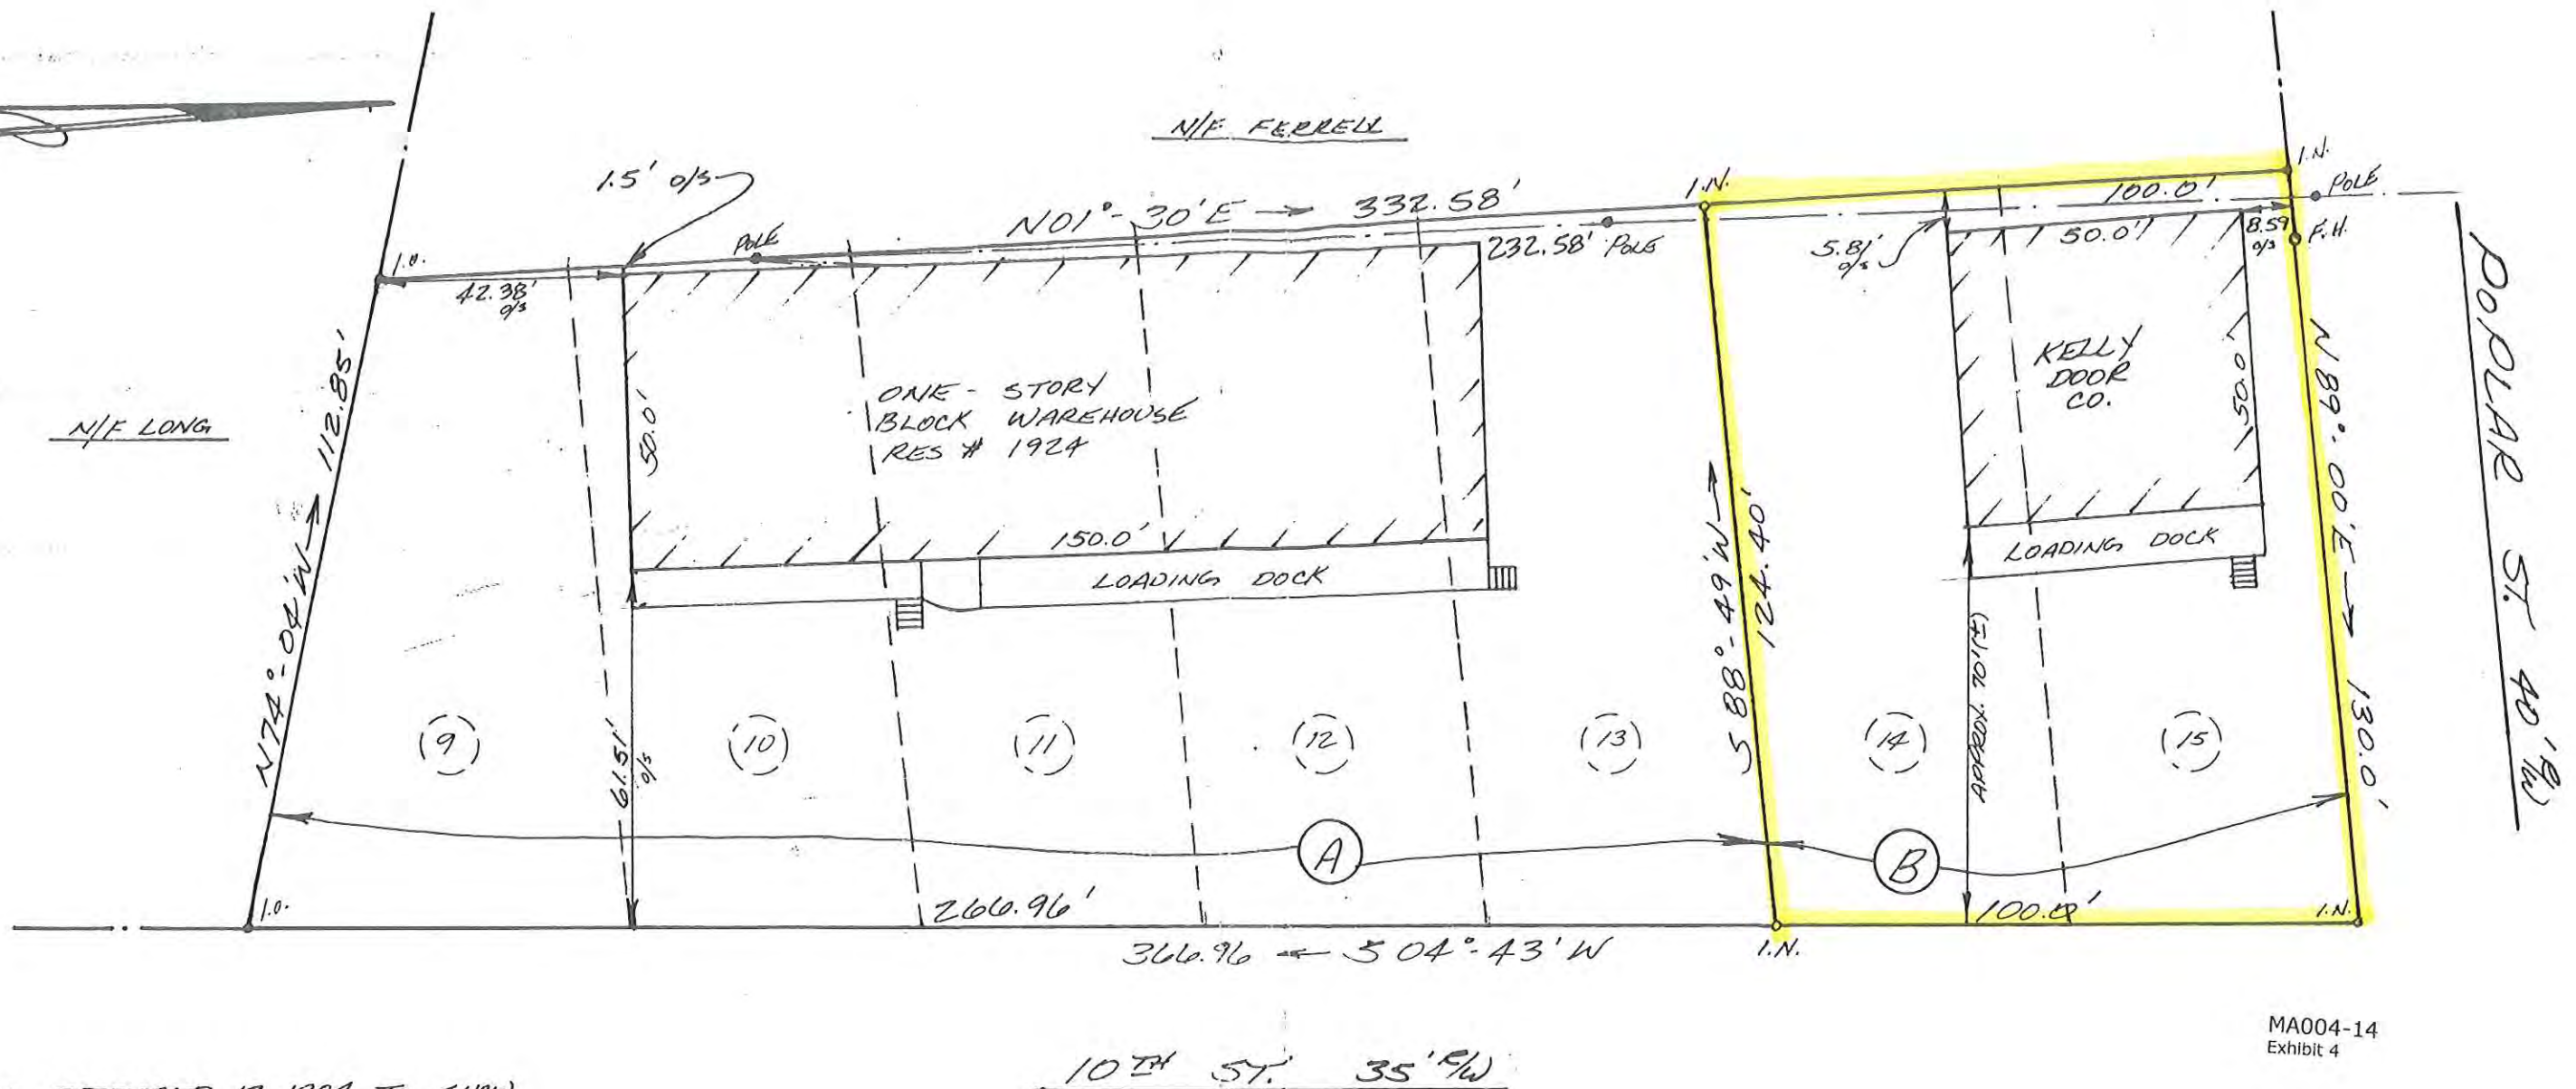 N/F FERRELL
1.5' o/s
N01°-30'E → 332.58'
I.N.
I.N.
100.0'
POLE
POLE
232.58' POLE
5.81' o/s
50.0'
8.59 o/s
F.H.
I.O.
42.38' o/s
N/F LONG
N74°-04'W → 112.85'
50.0'
ONE-STORY
BLOCK WAREHOUSE
RES # 1924
150.0'
LOADING DOCK
S 88°-49'W →
124.40'
KELLY
DOOR
CO.
50.0'
LOADING DOCK
N 89°-00'E → 130.0'
POPLAR ST. 40' R/W
61.51' o/s
APPROX. 70' (±)
9
10
11
12
13
14
15
A
B
I.O.
266.96'
100.0'
I.N.
366.96 ← S 04°-43'W
I.N.
MA004-14
Exhibit 4
10TH ST. 35' R/W